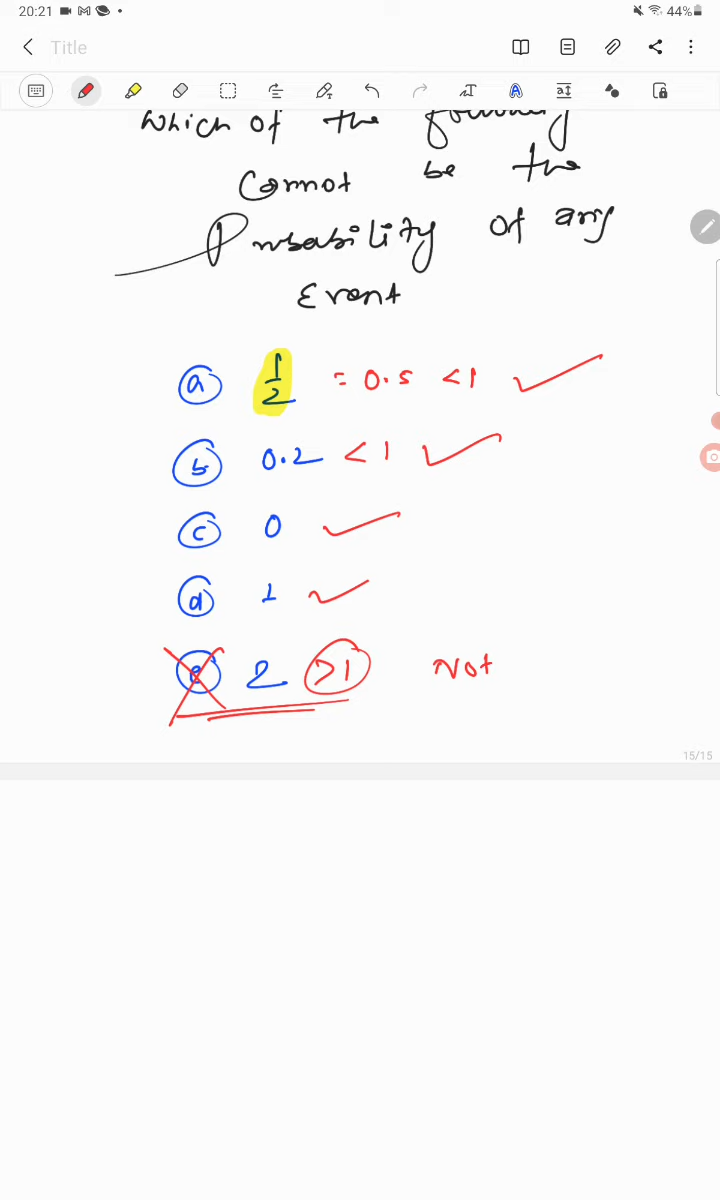 20:21
44%
Title
which of the following
Cannot be the
Probability of any
Event
a 1/2 = 0.5 < 1
b 0.2 < 1
c 0
d 1
e 2 > 1 Not
15/15